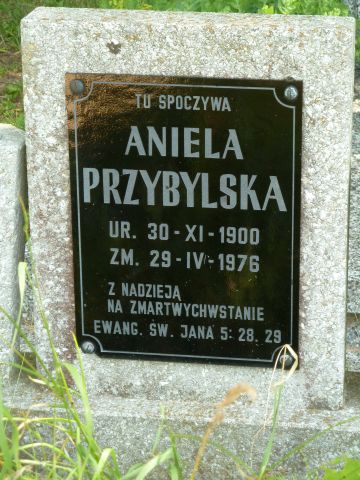 TU SPOCZYWA
ANIELA
PRZYBYLSKA
UR. 30-XI-1900
ZM. 29-IV-1976
Z NADZIEJĄ
NA ZMARTWYCHWSTANIE
EWANG. ŚW. JANA 5:28.29